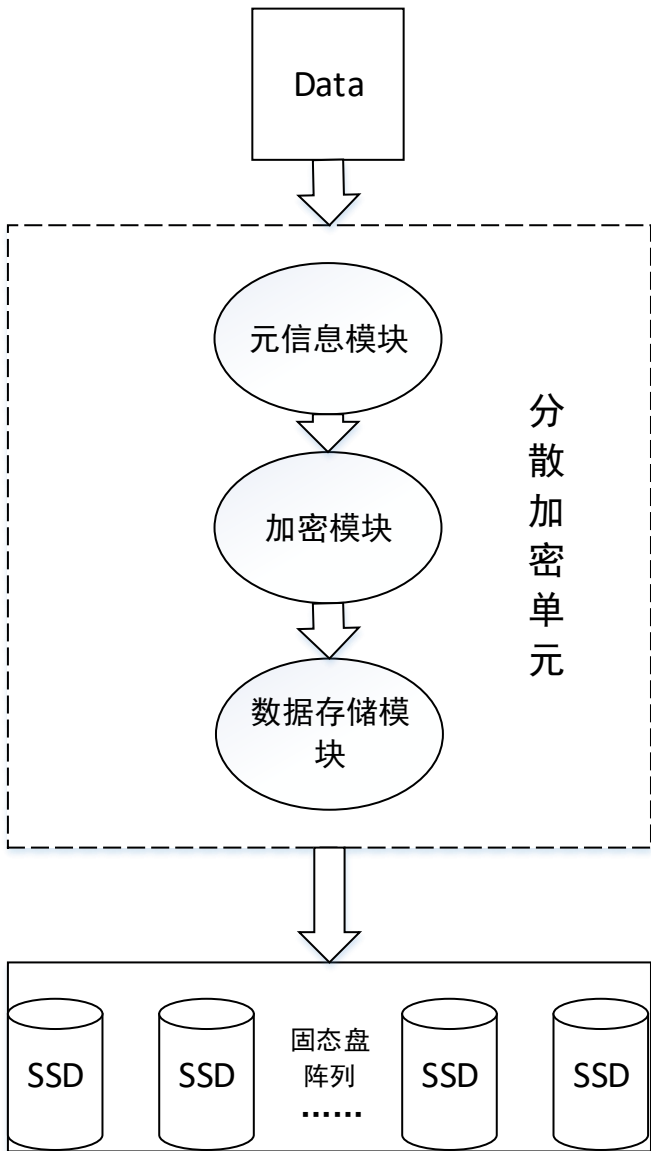 Data
元信息模块
加密模块
数据存储模
块
分
散
加
密
单
元
SSD
SSD
固态盘
阵列
......
SSD
SSD